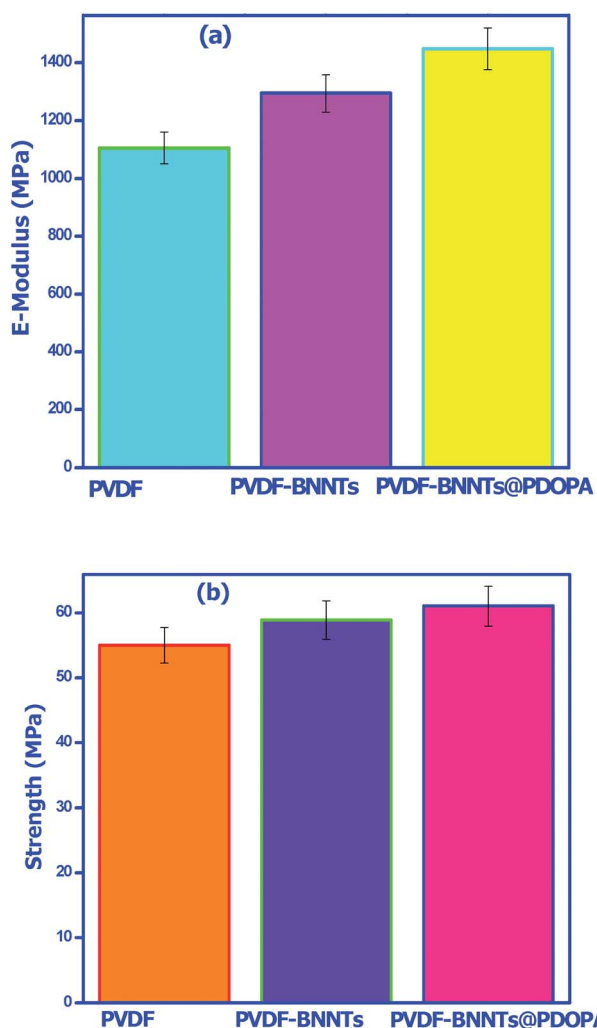 (a)
E-Modulus (MPa)
1400
1200
1000
800
600
400
200
0
PVDF PVDF-BNNTs PVDF-BNNTs@PDOPA
(b)
Strength (MPa)
60
50
40
30
20
10
0
PVDF PVDF-BNNTs PVDF-BNNTs@PDOPA